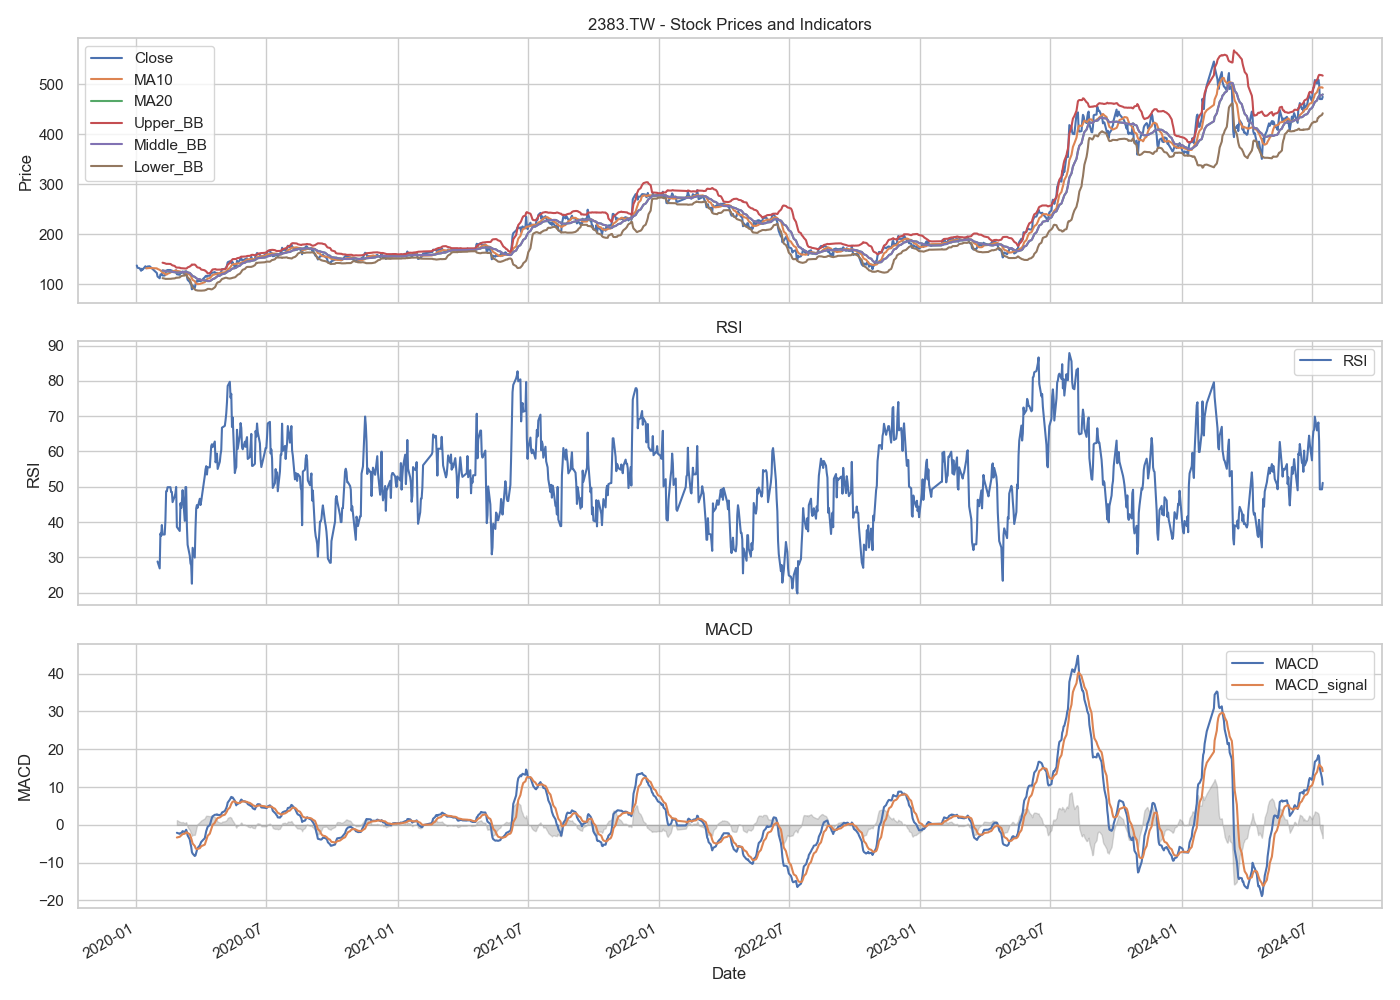 2383.TW - Stock Prices and Indicators
Close
MA10
MA20
Upper_BB
Middle_BB
Lower_BB
Price
500
400
300
200
100
RSI
RSI
RSI
90
80
70
60
50
40
30
20
MACD
MACD
MACD_signal
MACD
40
30
20
10
0
−10
−20
2020-01
2020-07
2021-01
2021-07
2022-01
2022-07
2023-01
2023-07
2024-01
2024-07
Date